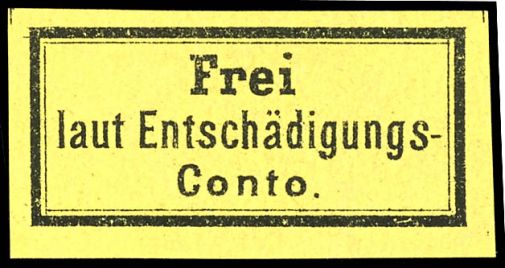 Frei
laut Entschädigungs-
Conto.